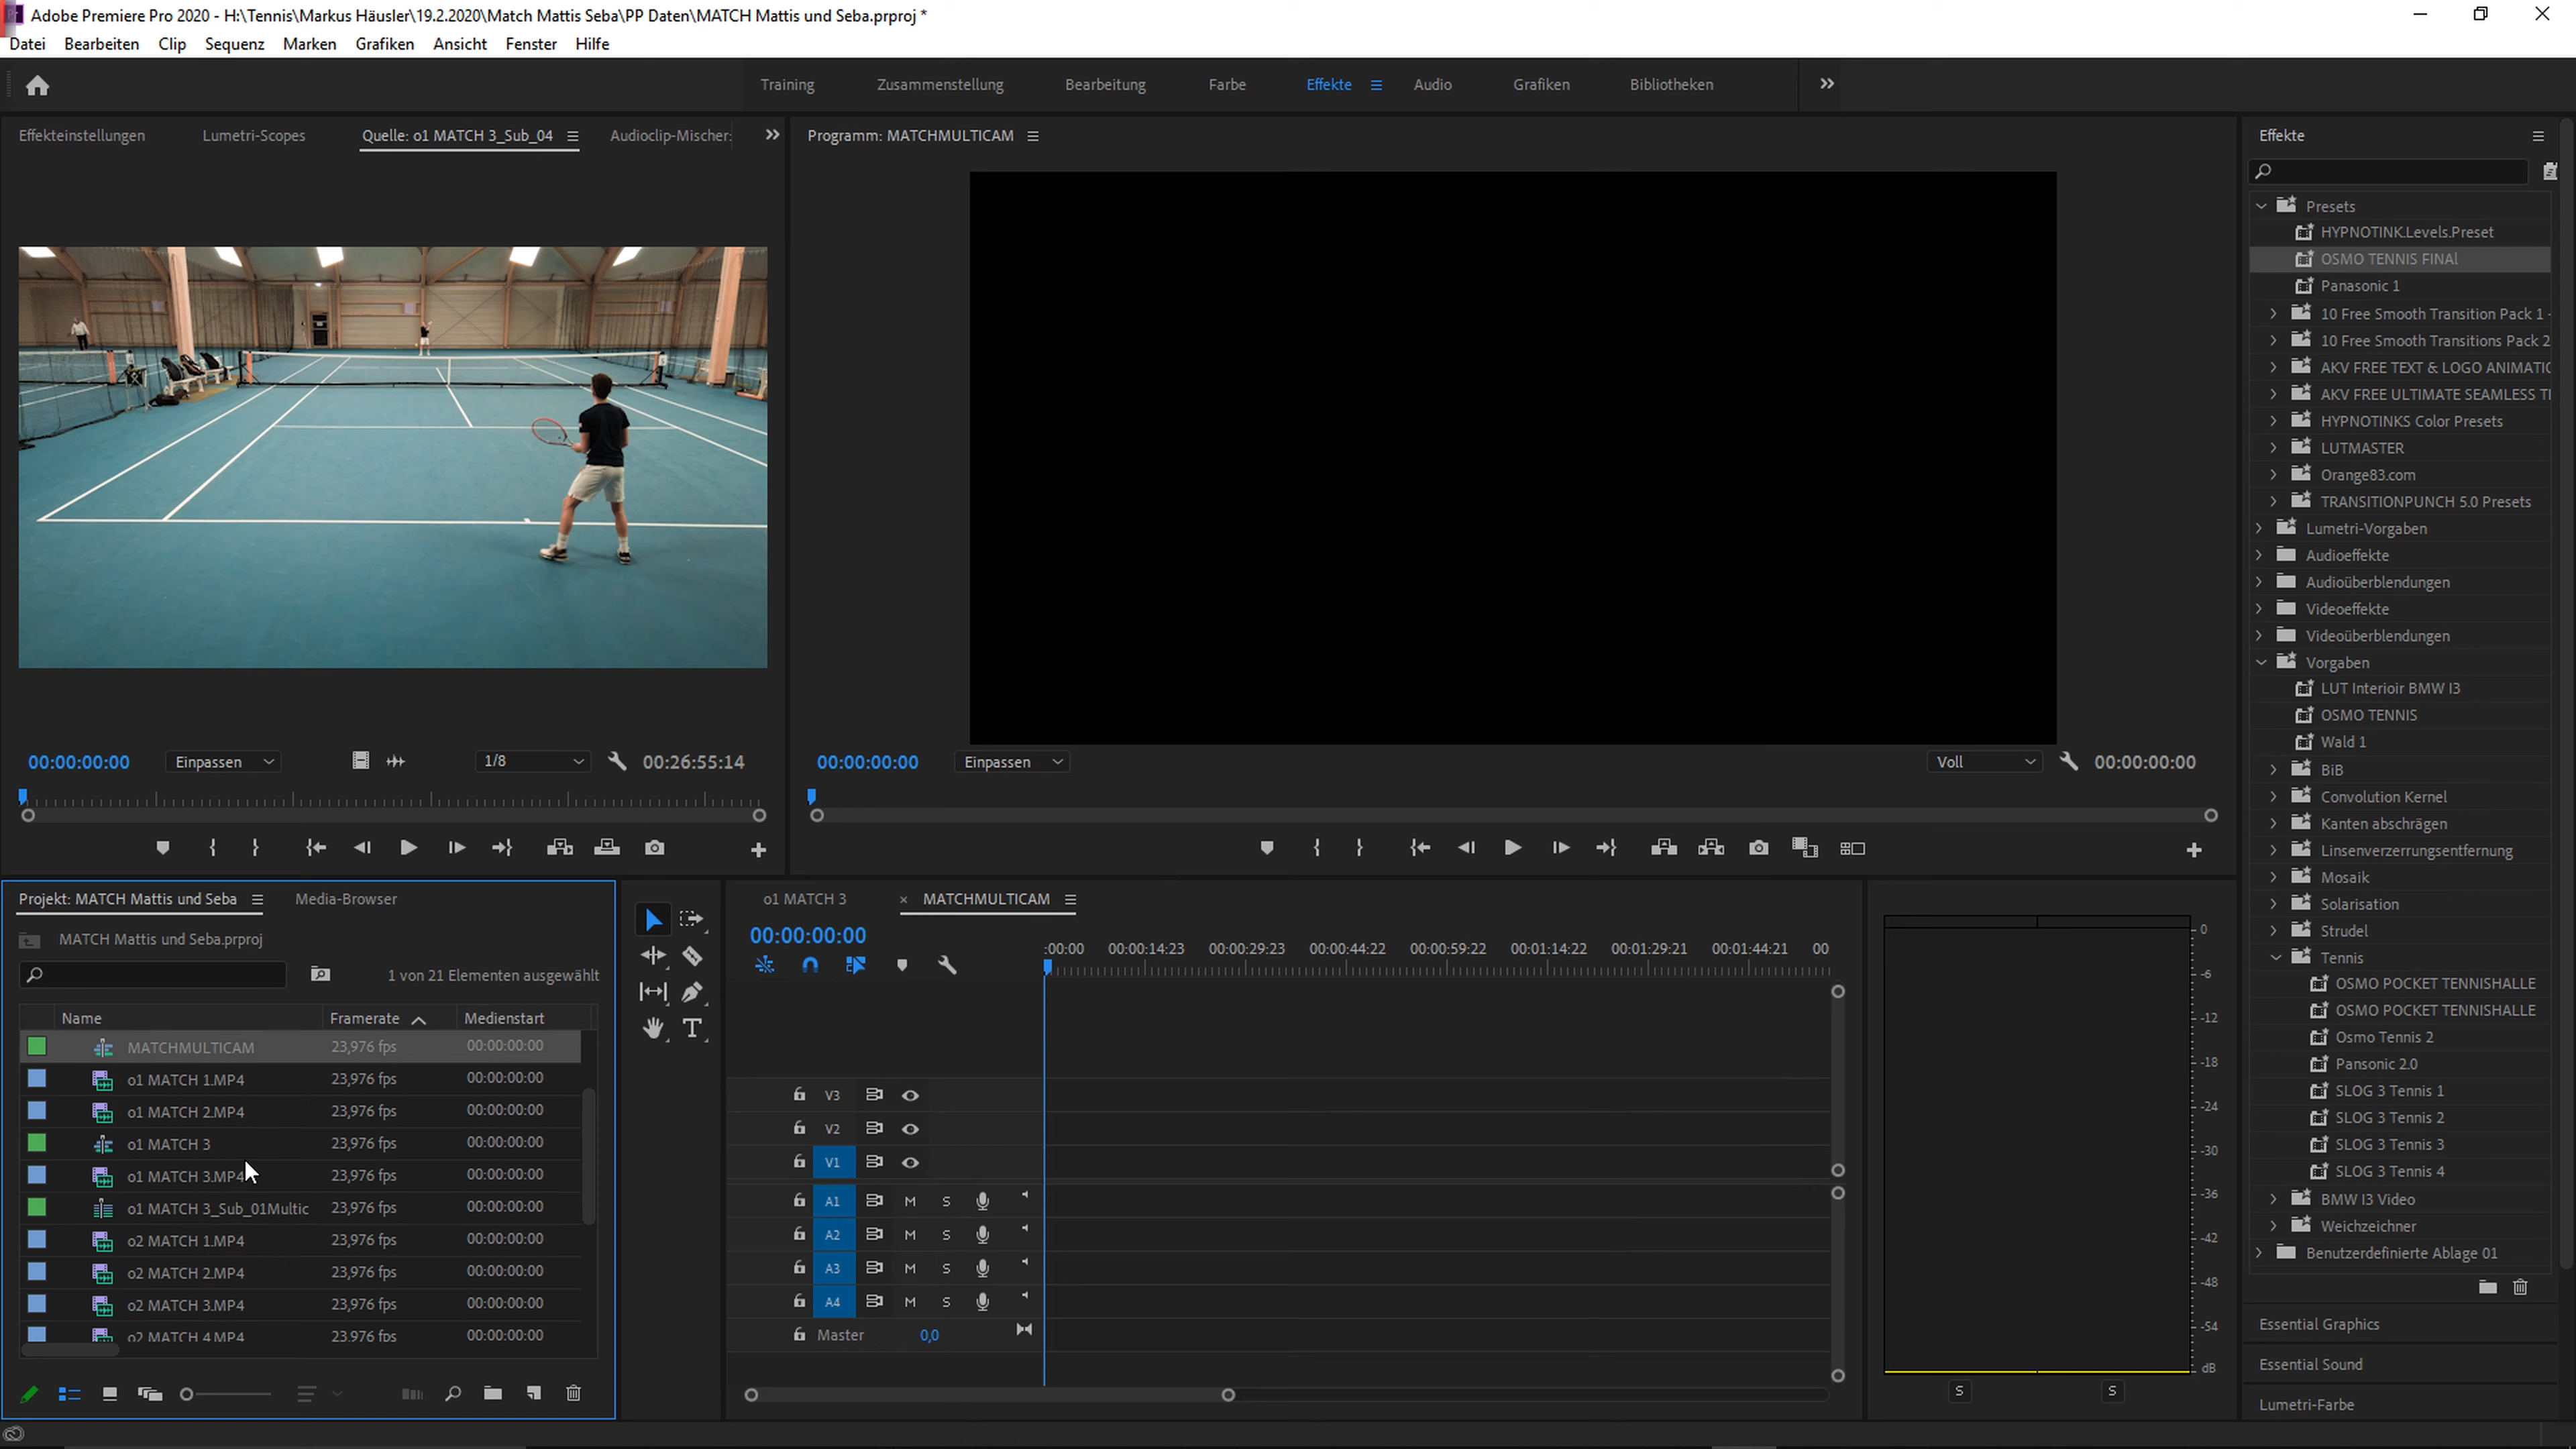 Adobe Premiere Pro 2020 - H:\Tennis\Markus Häusler\19.2.2020\Match Mattis Seba\PP Daten\MATCH Mattis und Seba.prproj *
Datei Bearbeiten Clip Sequenz Marken Grafiken Ansicht Fenster Hilfe
Training Zusammenstellung Bearbeitung Farbe Effekte Audio Grafiken Bibliotheken
Effekteinstellungen Lumetri-Scopes Quelle: o1 MATCH 3_Sub_04 Audioclip-Mischer:
Programm: MATCHMULTICAM
00:00:00:00 Einpassen 1/8 00:26:55:14
00:00:00:00 Einpassen Voll 00:00:00:00
Projekt: MATCH Mattis und Seba Media-Browser
MATCH Mattis und Seba.prproj
1 von 21 Elementen ausgewählt
Name Framerate Medienstart
MATCHMULTICAM 23,976 fps 00:00:00:00
o1 MATCH 1.MP4 23,976 fps 00:00:00:00
o1 MATCH 2.MP4 23,976 fps 00:00:00:00
o1 MATCH 3 23,976 fps 00:00:00:00
o1 MATCH 3.MP4 23,976 fps 00:00:00:00
o1 MATCH 3_Sub_01Multic 23,976 fps 00:00:00:00
o2 MATCH 1.MP4 23,976 fps 00:00:00:00
o2 MATCH 2.MP4 23,976 fps 00:00:00:00
o2 MATCH 3.MP4 23,976 fps 00:00:00:00
o2 MATCH 4.MP4 23,976 fps 00:00:00:00
o1 MATCH 3 × MATCHMULTICAM
00:00:00:00
:00:00 00:00:14:23 00:00:29:23 00:00:44:22 00:00:59:22 00:01:14:22 00:01:29:21 00:01:44:21 00
V3
V2
V1
A1 M S
A2 M S
A3 M S
A4 M S
Master 0,0
0
-6
-12
-18
-24
-30
-36
-42
-48
-54
dB
S S
Effekte
Presets
HYPNOTINK.Levels.Preset
OSMO TENNIS FINAl
Panasonic 1
10 Free Smooth Transition Pack 1 -
10 Free Smooth Transitions Pack 2
AKV FREE TEXT & LOGO ANIMATIO
AKV FREE ULTIMATE SEAMLESS TI
HYPNOTINKS Color Presets
LUTMASTER
Orange83.com
TRANSITIONPUNCH 5.0 Presets
Lumetri-Vorgaben
Audioeffekte
Audioüberblendungen
Videoeffekte
Videoüberblendungen
Vorgaben
LUT Interioir BMW I3
OSMO TENNIS
Wald 1
BiB
Convolution Kernel
Kanten abschrägen
Linsenverzerrungsentfernung
Mosaik
Solarisation
Strudel
Tennis
OSMO POCKET TENNISHALLE
OSMO POCKET TENNISHALLE
Osmo Tennis 2
Pansonic 2.0
SLOG 3 Tennis 1
SLOG 3 Tennis 2
SLOG 3 Tennis 3
SLOG 3 Tennis 4
BMW I3 Video
Weichzeichner
Benutzerdefinierte Ablage 01
Essential Graphics
Essential Sound
Lumetri-Farbe